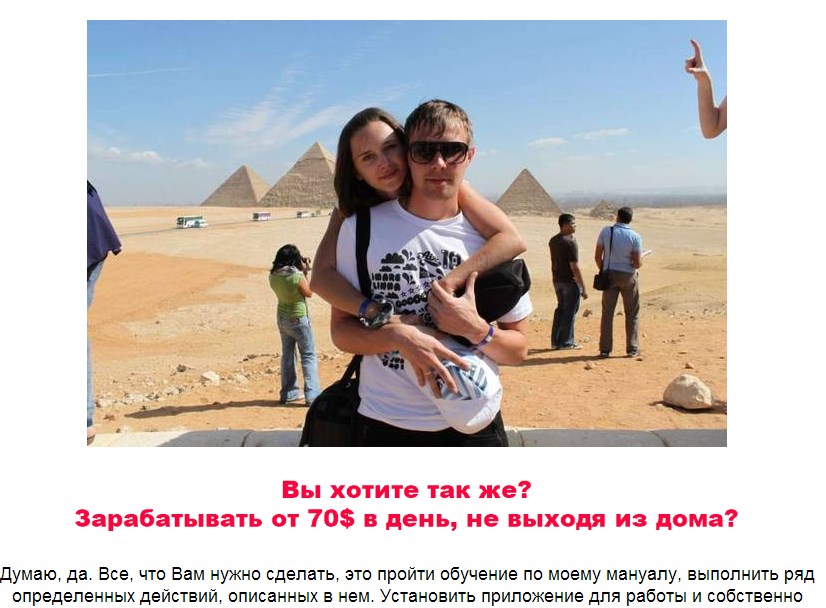 Вы хотите так же?
Зарабатывать от 70$ в день, не выходя из дома?
Думаю, да. Все, что Вам нужно сделать, это пройти обучение по моему мануалу, выполнить ряд
определенных действий, описанных в нем. Установить приложение для работы и собственно